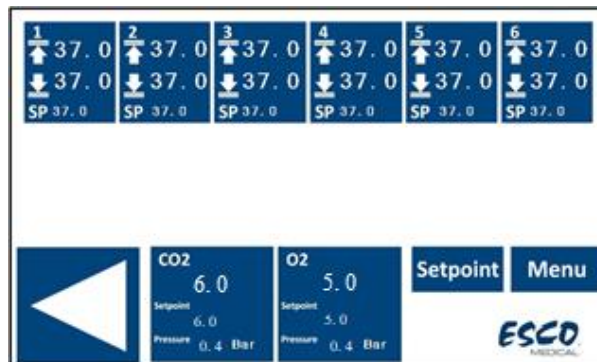 1 2 3 4 5 6
37.0 37.0 37.0 37.0 37.0 37.0
37.0 37.0 37.0 37.0 37.0 37.0
SP 37.0 SP 37.0 SP 37.0 SP 37.0 SP 37.0 SP 37.0
CO2
6.0
Setpoint
6.0
Pressure 0.4 Bar
O2
5.0
Setpoint
5.0
Pressure 0.4 Bar
Setpoint
Menu
ESCO
MEDICAL